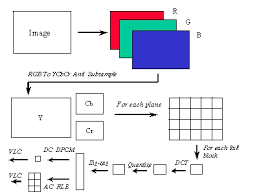 Image
R
G
B
RGB To YCbCr And Subsample
Y
Cb
Cr
For each plane
For each 8x8
block
DCT
Quantize
Zig-zag
DC DPCM
VLC
AC RLE
VLC